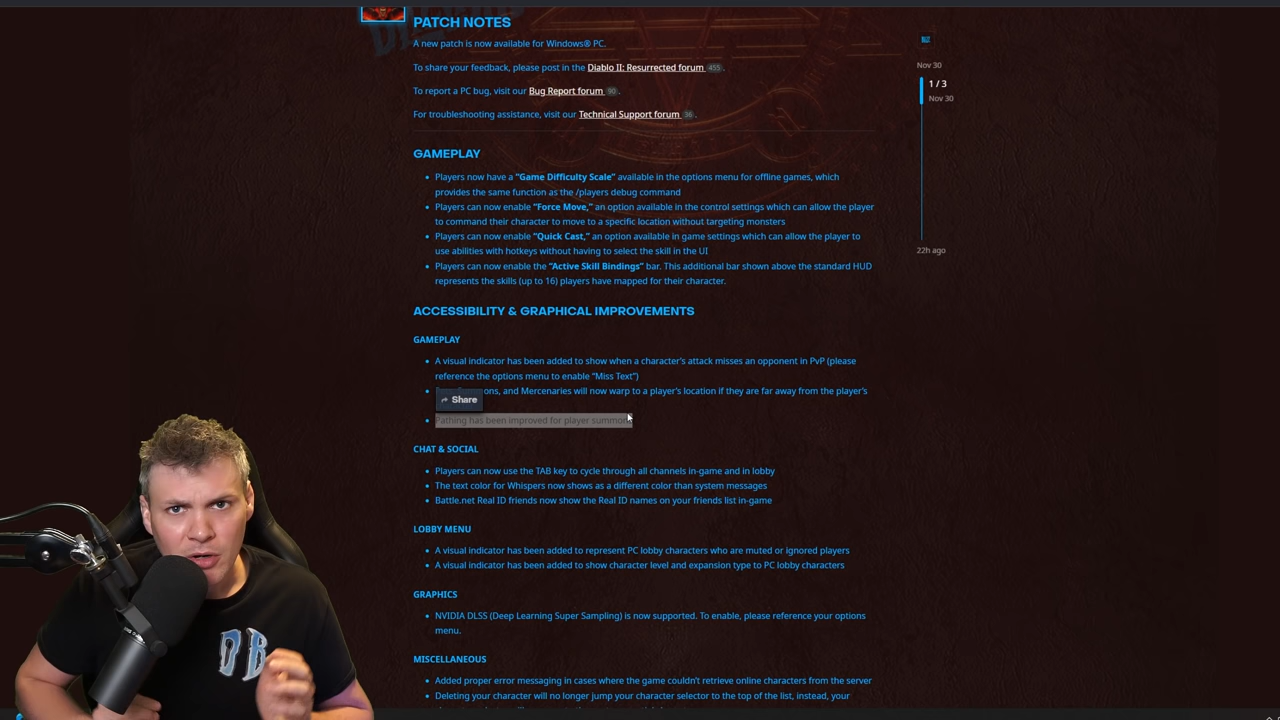 PATCH NOTES
A new patch is now available for Windows® PC.
To share your feedback, please post in the Diablo II: Resurrected forum 455 .
To report a PC bug, visit our Bug Report forum 90 .
For troubleshooting assistance, visit our Technical Support forum 36 .
Nov 30
1 / 3
Nov 30
22h ago
GAMEPLAY
Players now have a “Game Difficulty Scale” available in the options menu for offline games, which
provides the same function as the /players debug command
Players can now enable “Force Move,” an option available in the control settings which can allow the player
to command their character to move to a specific location without targeting monsters
Players can now enable “Quick Cast,” an option available in game settings which can allow the player to
use abilities with hotkeys without having to select the skill in the UI
Players can now enable the “Active Skill Bindings” bar. This additional bar shown above the standard HUD
represents the skills (up to 16) players have mapped for their character.
ACCESSIBILITY & GRAPHICAL IMPROVEMENTS
GAMEPLAY
A visual indicator has been added to show when a character’s attack misses an opponent in PvP (please
reference the options menu to enable “Miss Text”)
and Mercenaries will now warp to a player’s location if they are far away from the player’s
Share
Pathing has been improved for player summons
CHAT & SOCIAL
Players can now use the TAB key to cycle through all channels in-game and in lobby
The text color for Whispers now shows as a different color than system messages
Battle.net Real ID friends now show the Real ID names on your friends list in-game
LOBBY MENU
A visual indicator has been added to represent PC lobby characters who are muted or ignored players
A visual indicator has been added to show character level and expansion type to PC lobby characters
GRAPHICS
NVIDIA DLSS (Deep Learning Super Sampling) is now supported. To enable, please reference your options
menu.
MISCELLANEOUS
Added proper error messaging in cases where the game couldn’t retrieve online characters from the server
Deleting your character will no longer jump your character selector to the top of the list, instead, your
DB